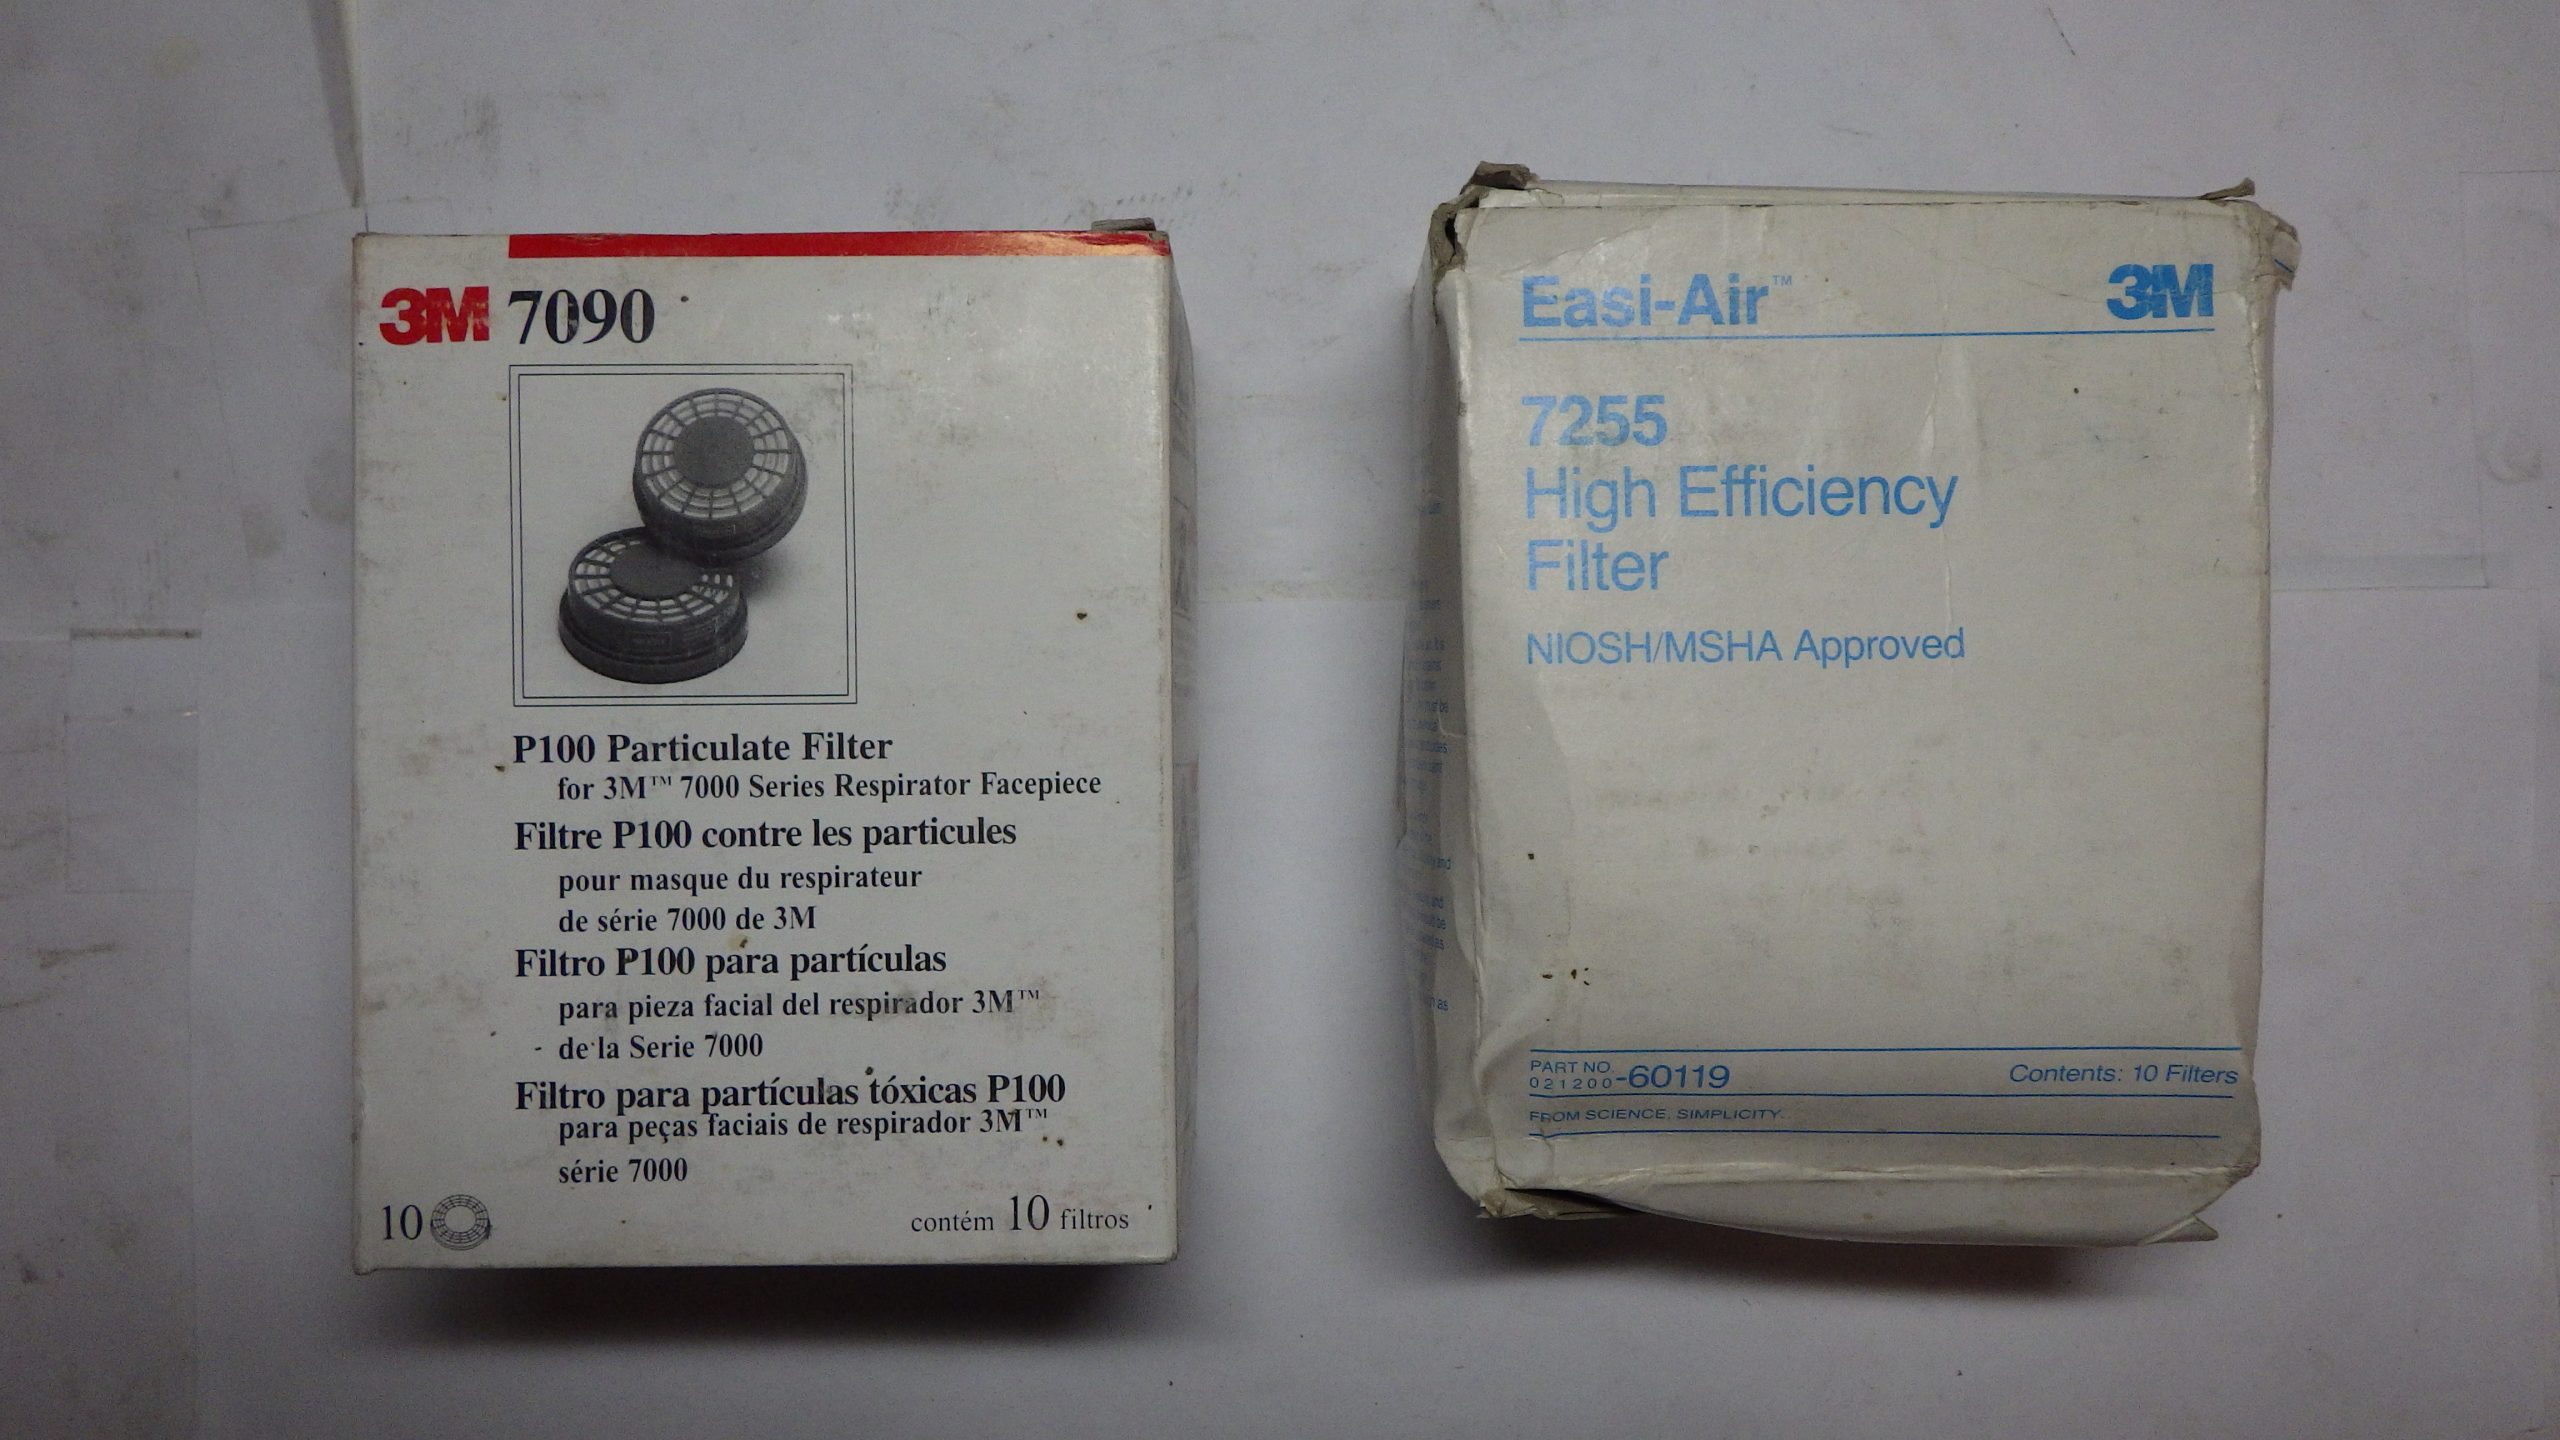 3M 7090
P100 Particulate Filter
for 3M™ 7000 Series Respirator Facepiece
Filtre P100 contre les particules
pour masque du respirateur
de série 7000 de 3M
Filtro P100 para partículas
para pieza facial del respirador 3M™
de la Serie 7000
Filtro para partículas tóxicas P100
para peças faciais de respirador 3M™
série 7000
10
contém 10 filtros
Easi-Air™ 3M
7255
High Efficiency
Filter
NIOSH/MSHA Approved
PART NO.
021200-60119
Contents: 10 Filters
FROM SCIENCE, SIMPLICITY.